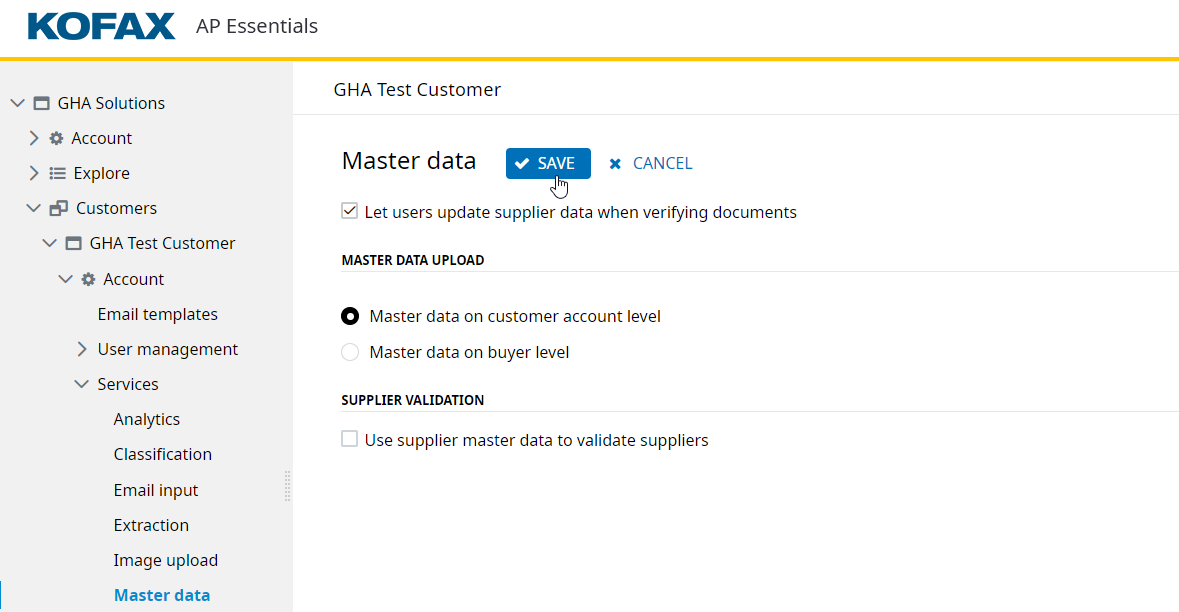 KOFAX AP Essentials
GHA Solutions
Account
Explore
Customers
GHA Test Customer
Account
Email templates
User management
Services
Analytics
Classification
Email input
Extraction
Image upload
Master data
GHA Test Customer
Master data SAVE CANCEL
Let users update supplier data when verifying documents
MASTER DATA UPLOAD
Master data on customer account level
Master data on buyer level
SUPPLIER VALIDATION
Use supplier master data to validate suppliers